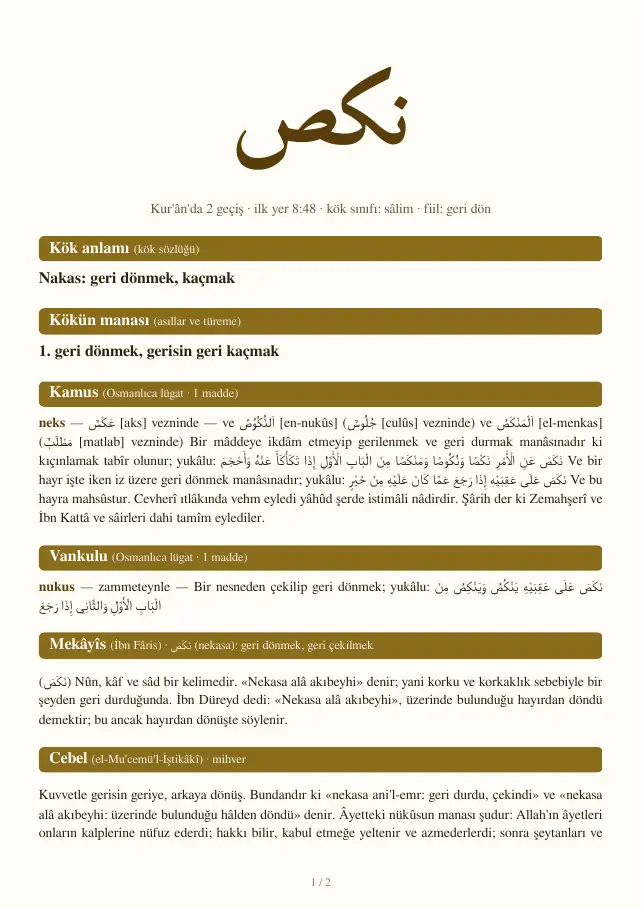 نكص
Kur'ân'da 2 geçiş · ilk yer 8:48 · kök sınıfı: sâlim · fiil: geri dön
Kök anlamı (kök sözlüğü)
Nakas: geri dönmek, kaçmak
Kökün manası (asıllar ve türeme)
1. geri dönmek, gerisin geri kaçmak
Kamus (Osmanlıca lügat · 1 madde)
neks — عَكْسٌ [aks] vezninde — ve اَلنُّكُوُصُ [en-nukûs] (جُلُوسٌ [culûs] vezninde) ve اَلْمَنْكَصُ [el-menkas]
(مَطْلَبٌ [matlab] vezninde) Bir mâddeye ikdâm etmeyip gerilenmek ve geri durmak manâsınadır ki
kıçınlamak tabîr olunur; yukâlu: نَكَصَ عَنِ الْأَمْرِ نَكْصًا وَنُكُوصًا وَمَنْكَصًا مِنَ الْبَابِ الْأَوَّلِ إِذَا تَكَأْكَأَ عَنْهُ وَأَحْجَمَ Ve bir
hayr işte iken iz üzere geri dönmek manâsınadır; yukâlu: نَكَصَ عَلَى عَقِبَيْهِ إِذَا رَجَعَ عَمَّا كَانَ عَلَيْهِ مِنْ خَيْرٍ Ve bu
hayra mahsûstur. Cevherî ıtlâkında vehm eyledi yâhûd şerde istimâli nâdirdir. Şârih der ki Zemahşerî ve
İbn Kattâ ve sâirleri dahi tamîm eylediler.
Vankulu (Osmanlıca lügat · 1 madde)
nukus — zammeteynle — Bir nesneden çekilip geri dönmek; yukâlu: نَكَصَ عَلَى عَقِبَيْهِ يَنْكُصُ وَيَنْكِصُ مِنَ
الْبَابِ الْأَوَّلِ وَالثَّانِي إِذَا رَجَعَ
Mekâyîs (İbn Fâris) · نَكَصَ (nekasa): geri dönmek, geri çekilmek
(نَكَصَ) Nûn, kâf ve sâd bir kelimedir. «Nekasa alâ akıbeyhi» denir; yani korku ve korkaklık sebebiyle bir
şeyden geri durduğunda. İbn Düreyd dedi: «Nekasa alâ akıbeyhi», üzerinde bulunduğu hayırdan döndü
demektir; bu ancak hayırdan dönüşte söylenir.
Cebel (el-Mu'cemü'l-İştikâkî) · mihver
Kuvvetle gerisin geriye, arkaya dönüş. Bundandır ki «nekasa ani'l-emr: geri durdu, çekindi» ve «nekasa
alâ akıbeyhi: üzerinde bulunduğu hâlden döndü» denir. Âyetteki nükûsun manası şudur: Allah'ın âyetleri
onların kalplerine nüfuz ederdi; hakkı bilir, kabul etmeğe yeltenir ve azmederlerdi; sonra şeytanları ve
1 / 2